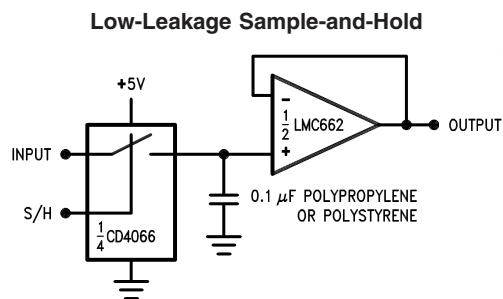 Low-Leakage Sample-and-Hold
+5V
INPUT
S/H
1/4 CD4066
-
+
1/2 LMC662
OUTPUT
0.1 μF POLYPROPYLENE
OR POLYSTYRENE